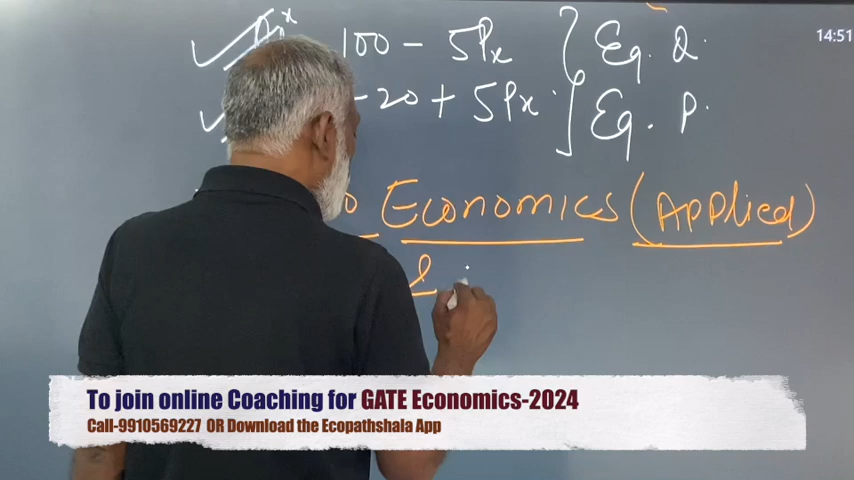 14:51
100 - 5Px } Eq. Q.
- 20 + 5Px } Eq. P.
Economics (Applied)
To join online Coaching for GATE Economics-2024
Call-9910569227 OR Download the Ecopathshala App